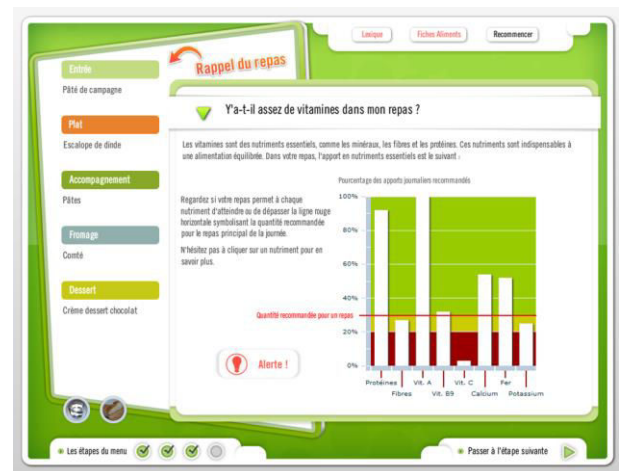 Lexique
Fiches Aliments
Recommencer
Rappel du repas
Entrée
Pâté de campagne
Plat
Escalope de dinde
Accompagnement
Pâtes
Fromage
Comté
Dessert
Crème dessert chocolat
Y'a-t-il assez de vitamines dans mon repas ?
Les vitamines sont des nutriments essentiels, comme les minéraux, les fibres et les protéines. Ces nutriments sont indispensables à
une alimentation équilibrée. Dans votre repas, l'apport en nutriments essentiels est le suivant :
Regardez si votre repas permet à chaque
nutriment d'atteindre ou de dépasser la ligne rouge
horizontale symbolisant la quantité recommandée
pour le repas principal de la journée.
N'hésitez pas à cliquer sur un nutriment pour en
savoir plus.
Pourcentage des apports journaliers recommandés
100%
80%
60%
40%
Quantité recommandée pour un repas
20%
0%
Protéines
Fibres
Vit. A
Vit. B9
Vit. C
Calcium
Fer
Potassium
Alerte !
Les étapes du menu
Passer à l'étape suivante